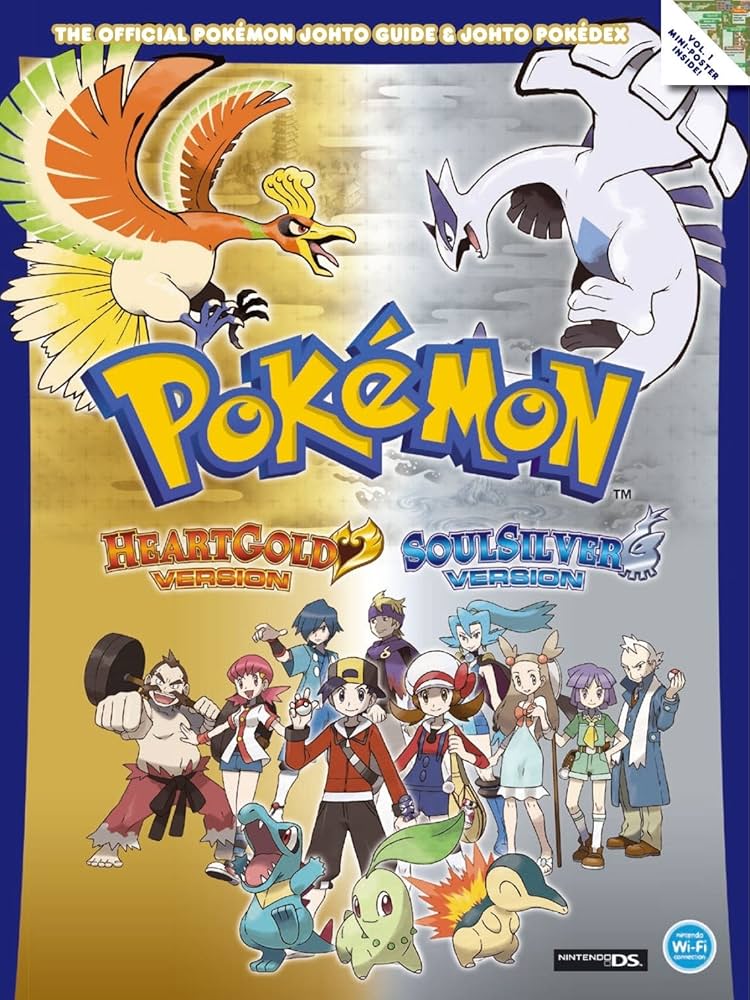 THE OFFICIAL POKÉMON JOHTO GUIDE & JOHTO POKÉDEX
VOL. 1
MINI-POSTER
INSIDE!
POKéMON
TM
HEARTGOLD
VERSION
SOULSILVER
VERSION
NINTENDO DS.
nintendo
Wi-Fi
connection